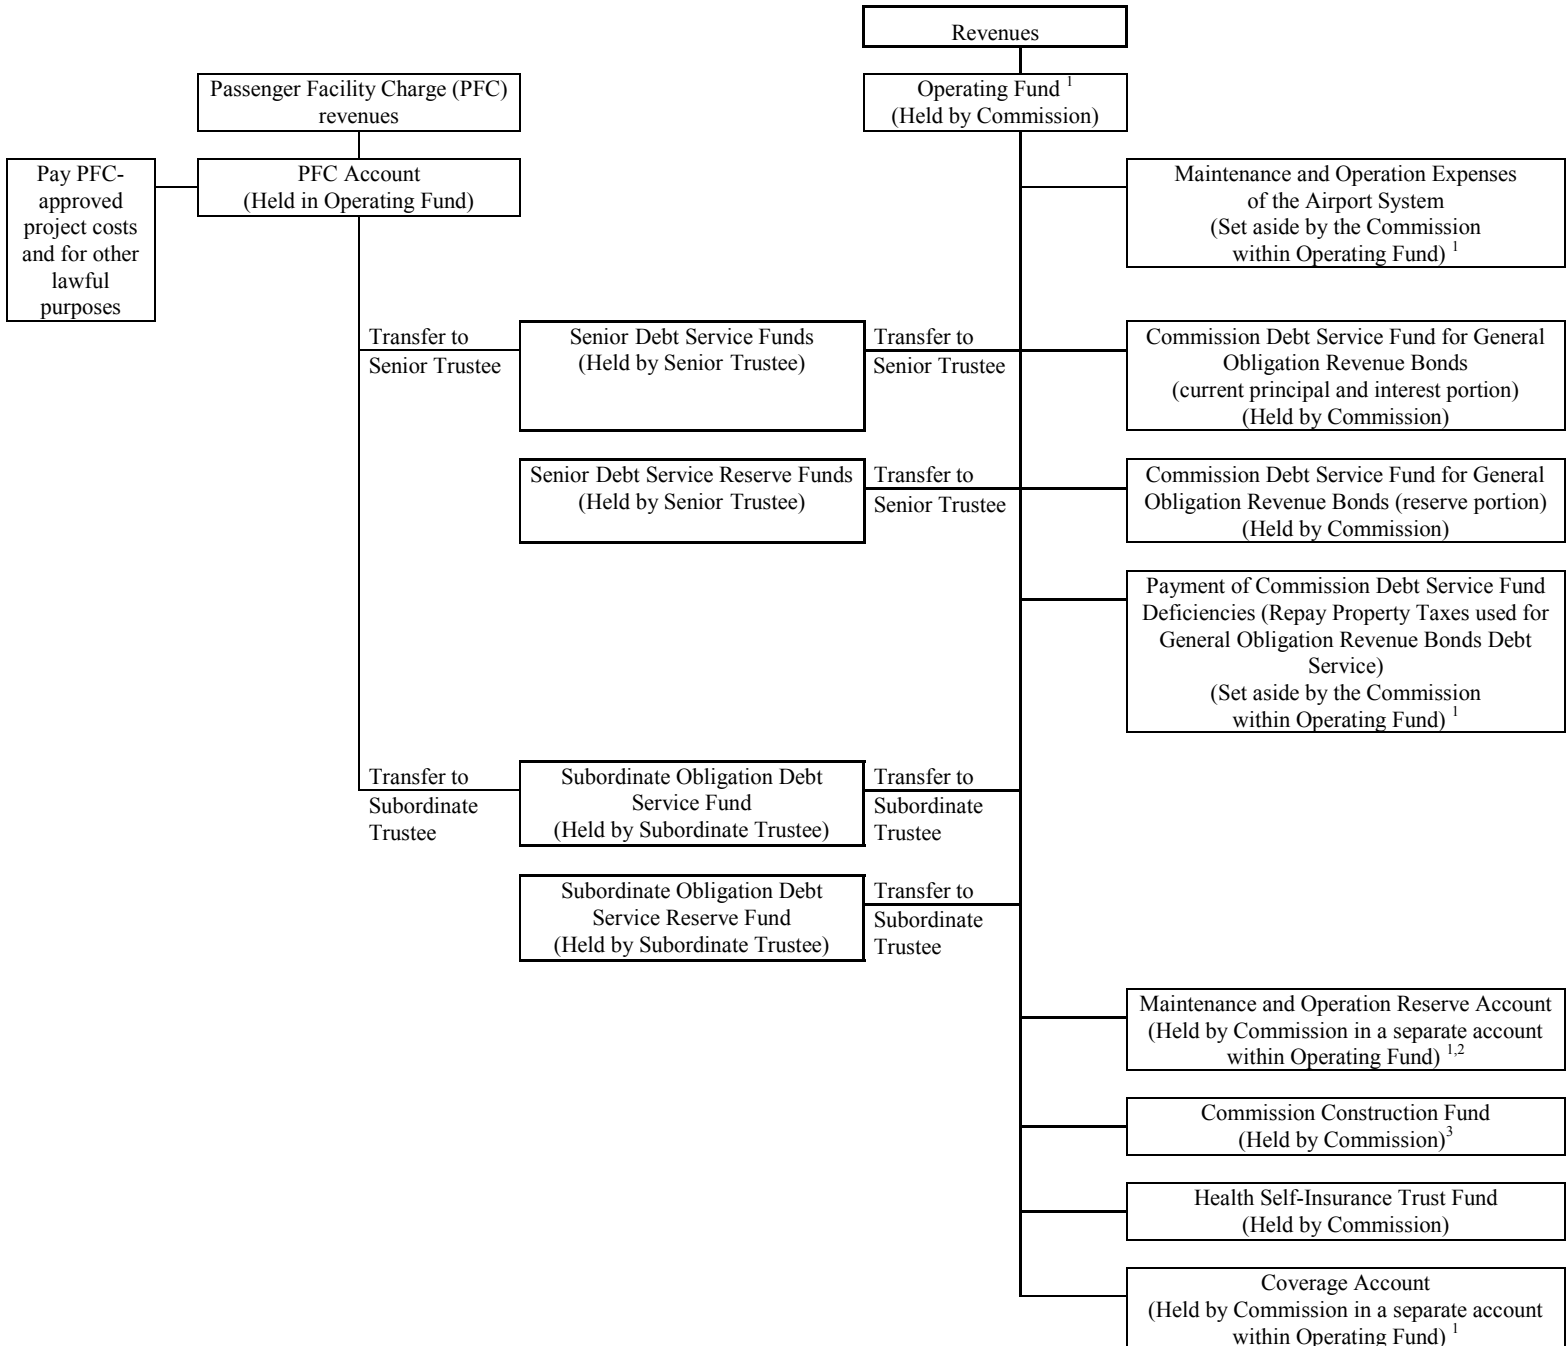 Revenues
Passenger Facility Charge (PFC)
revenues
Operating Fund 1
(Held by Commission)
Pay PFC-
approved
project costs
and for other
lawful
purposes
PFC Account
(Held in Operating Fund)
Maintenance and Operation Expenses
of the Airport System
(Set aside by the Commission
within Operating Fund) 1
Transfer to
Senior Trustee
Senior Debt Service Funds
(Held by Senior Trustee)
Transfer to
Senior Trustee
Commission Debt Service Fund for General
Obligation Revenue Bonds
(current principal and interest portion)
(Held by Commission)
Senior Debt Service Reserve Funds
(Held by Senior Trustee)
Transfer to
Senior Trustee
Commission Debt Service Fund for General
Obligation Revenue Bonds (reserve portion)
(Held by Commission)
Payment of Commission Debt Service Fund
Deficiencies (Repay Property Taxes used for
General Obligation Revenue Bonds Debt
Service)
(Set aside by the Commission
within Operating Fund) 1
Transfer to
Subordinate
Trustee
Subordinate Obligation Debt
Service Fund
(Held by Subordinate Trustee)
Transfer to
Subordinate
Trustee
Subordinate Obligation Debt
Service Reserve Fund
(Held by Subordinate Trustee)
Transfer to
Subordinate
Trustee
Maintenance and Operation Reserve Account
(Held by Commission in a separate account
within Operating Fund) 1,2
Commission Construction Fund
(Held by Commission)3
Health Self-Insurance Trust Fund
(Held by Commission)
Coverage Account
(Held by Commission in a separate account
within Operating Fund) 1